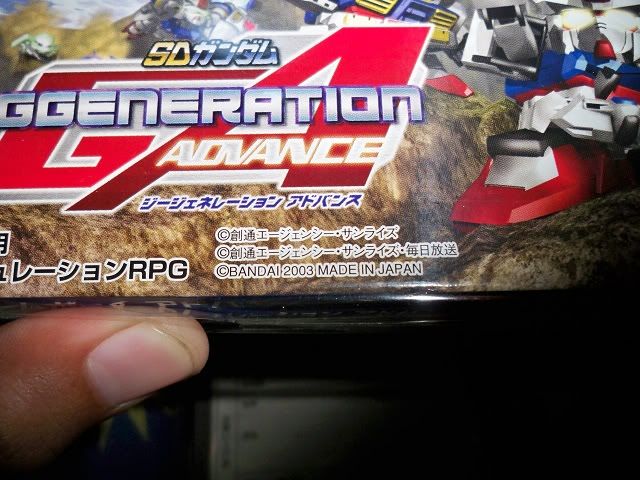 SDガンダム
GGENERATION
ADVANCE
ジージェネレーション アドバンス
©創通エージェンシー・サンライズ
©創通エージェンシー・サンライズ・毎日放送
ュレーションRPG
©BANDAI 2003 MADE IN JAPAN